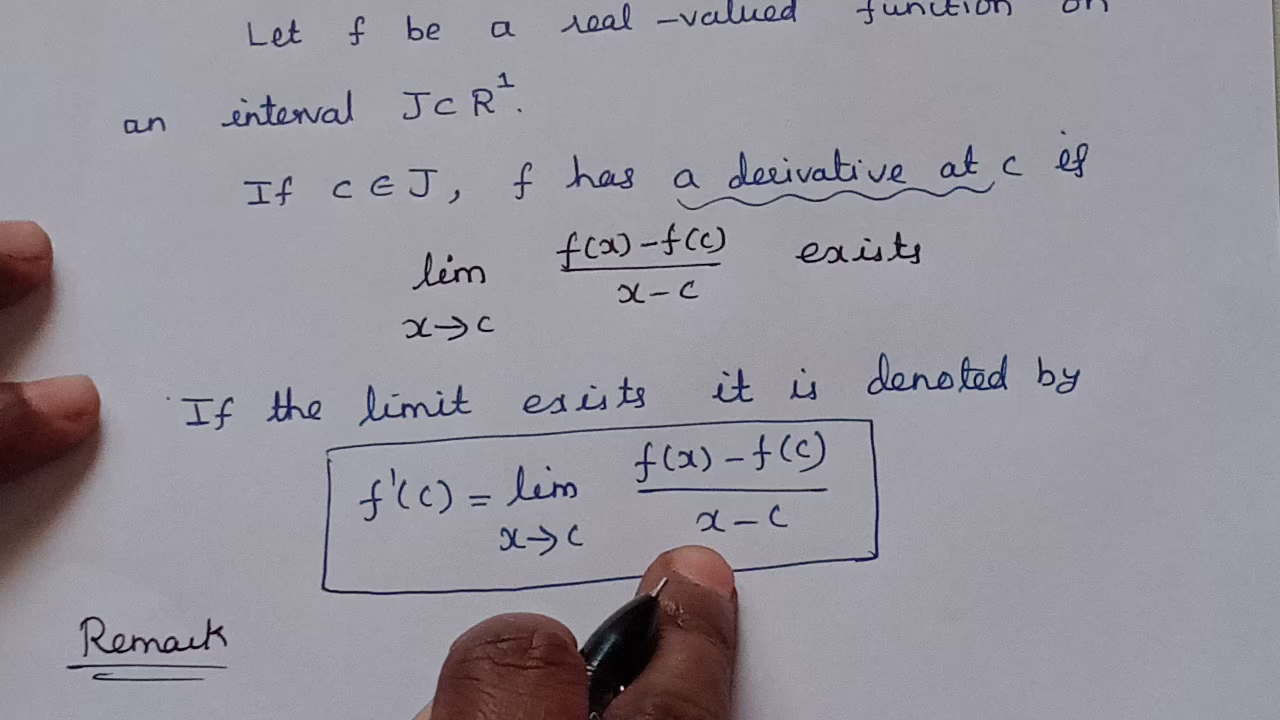 Let f be a real-valued function on
an interval J⊂R¹.
If c∈J, f has a derivative at c if
lim x→c f(x)-f(c)/x-c exists
If the limit exists it is denoted by
f'(c) = lim x→c f(x)-f(c)/x-c
Remark